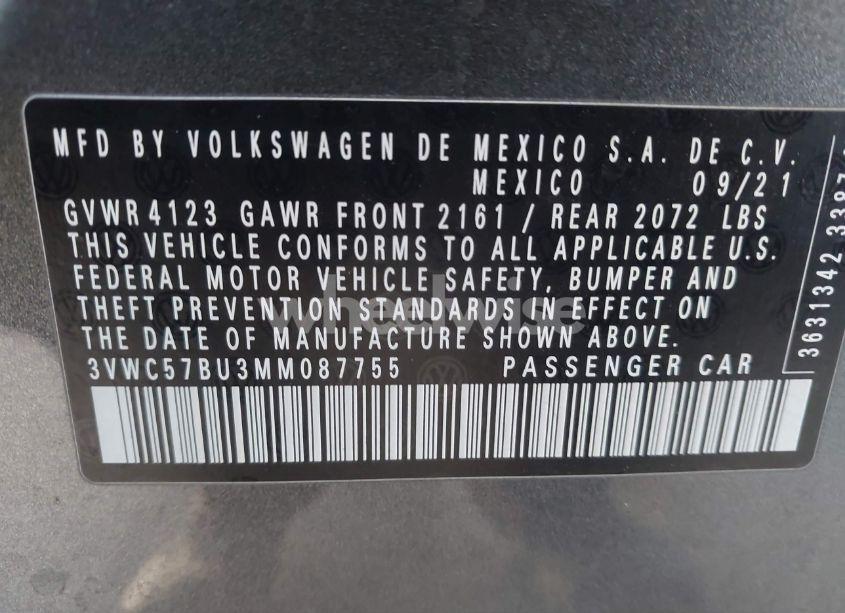 MFD BY VOLKSWAGEN DE MEXICO S.A. DE C.V.
MEXICO 09/21
GVWR 4123 GAWR FRONT 2161 / REAR 2072 LBS
THIS VEHICLE CONFORMS TO ALL APPLICABLE U.S.
FEDERAL MOTOR VEHICLE SAFETY, BUMPER AND
THEFT PREVENTION STANDARDS IN EFFECT ON
THE DATE OF MANUFACTURE SHOWN ABOVE.
3VWC57BU3MM087755 PASSENGER CAR
3631342
wheelwise